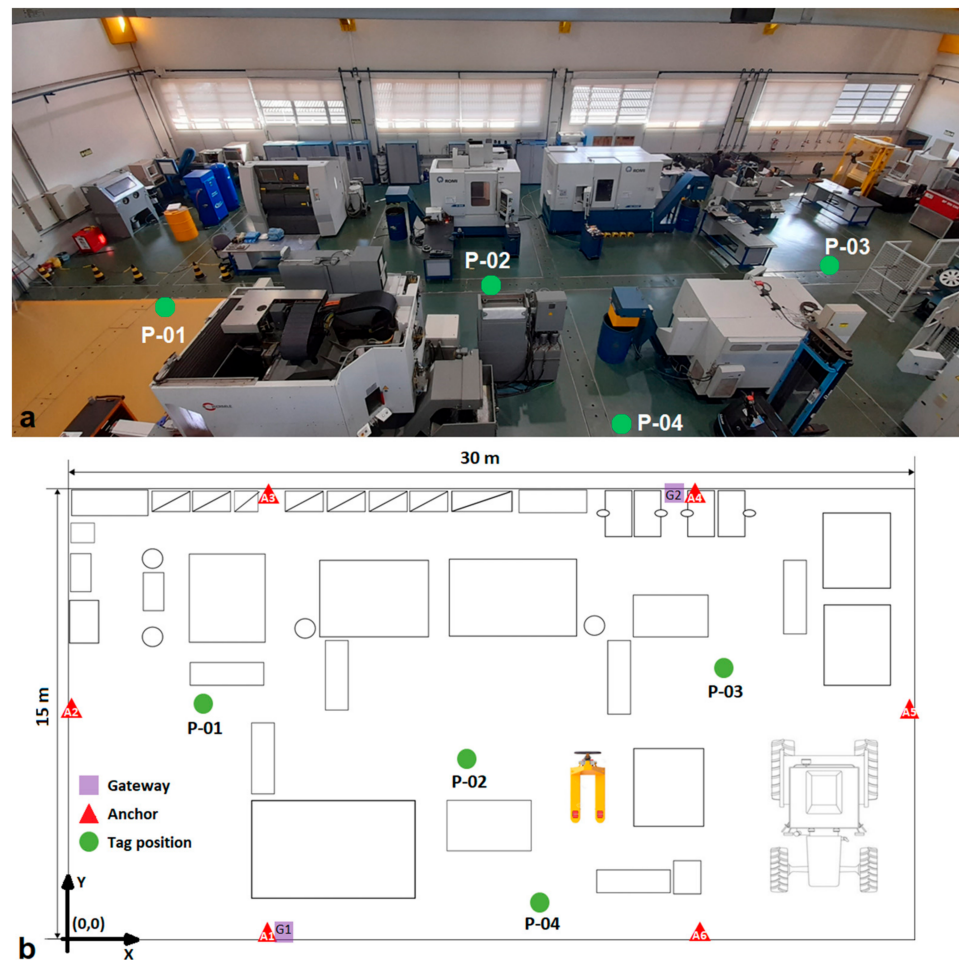 P-02
P-03
P-01
P-04
a
30 m
A3
G2
A4
15 m
A2
A5
P-03
P-01
P-02
Gateway
Anchor
Tag position
Y
P-04
(0,0)
A1
G1
A6
X
b